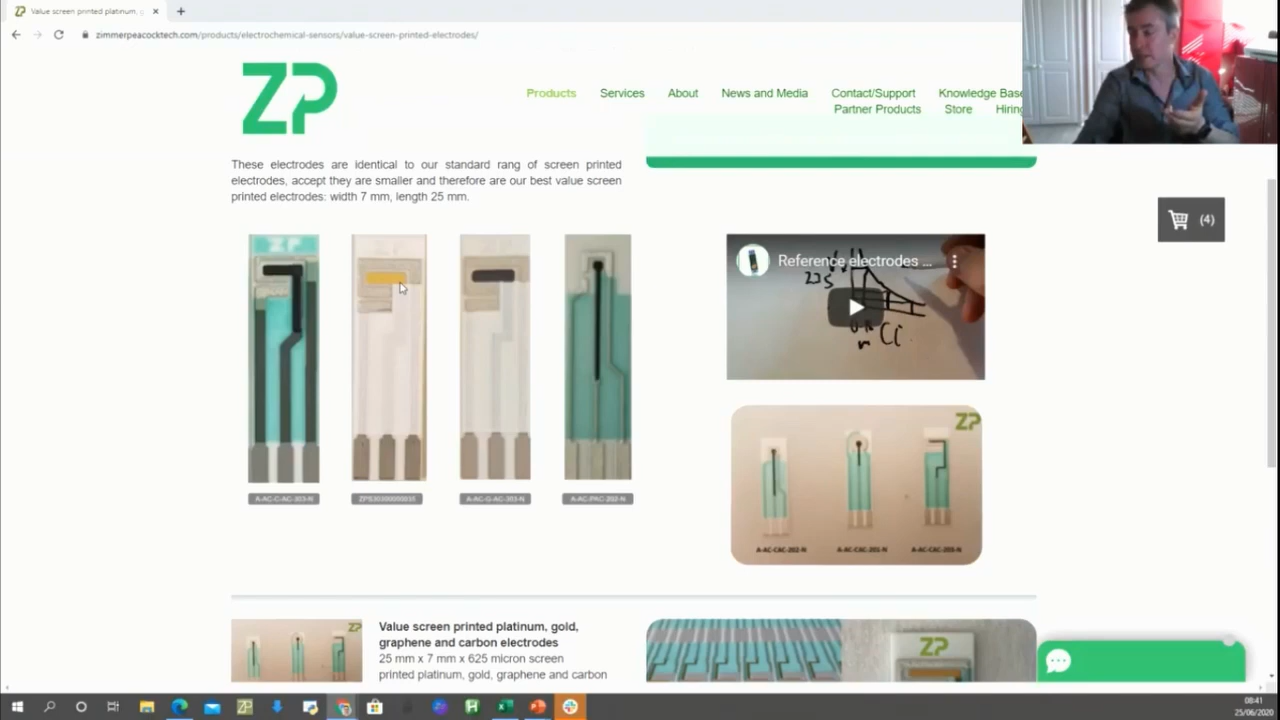 Value screen printed platinum, g
zimmerpeacocktech.com/products/electrochemical-sensors/value-screen-printed-electrodes/
ZP
Products
Services
About
News and Media
Contact/Support
Knowledge Base
Partner Products
Store
Hiring
These electrodes are identical to our standard rang of screen printed
electrodes, accept they are smaller and therefore are our best value screen
printed electrodes: width 7 mm, length 25 mm.
(4)
ZP
Reference electrodes ...
A-AC-C-AC-303-N
A-AC-G-AC-303-N
A-AC-PAC-202-N
ZP
A-AC-CAC-202-N
A-AC-CAC-201-N
A-AC-CAC-203-N
ZP
Value screen printed platinum, gold,
graphene and carbon electrodes
25 mm x 7 mm x 625 micron screen
printed platinum, gold, graphene and carbon
ZP
08:41
25/06/2020